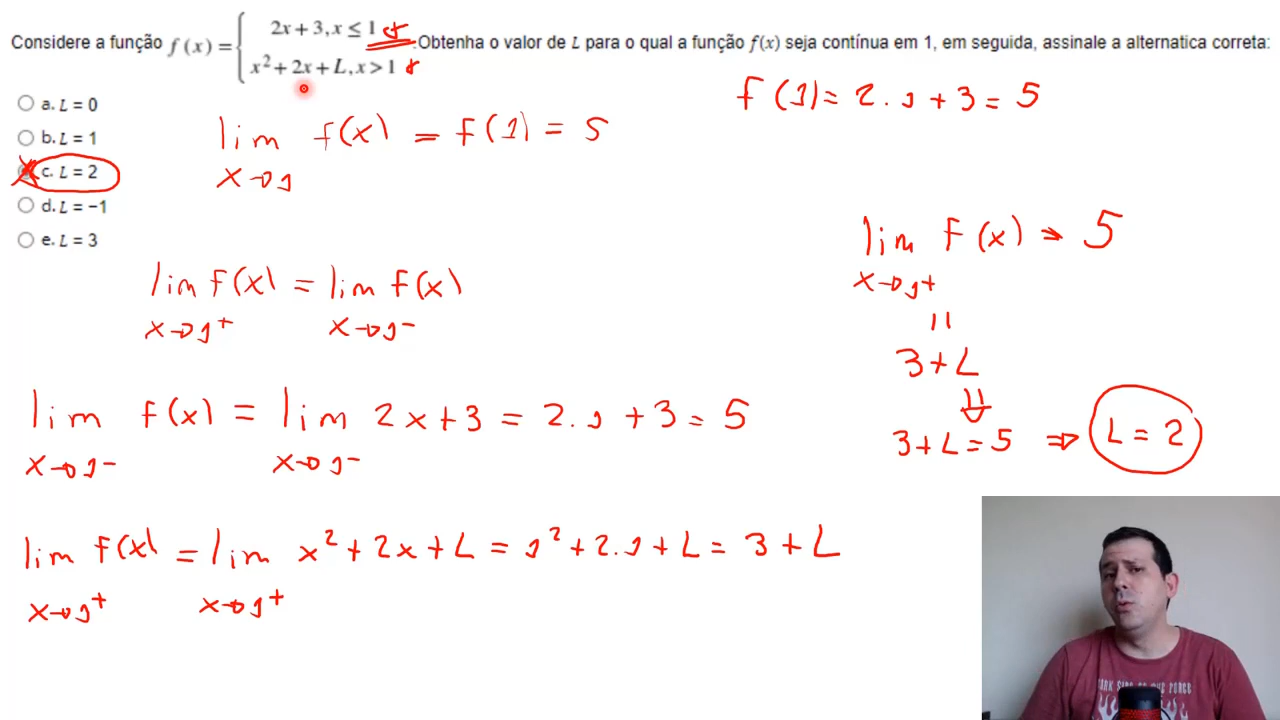 Considere a função f(x) = { 2x + 3, x ≤ 1
x² + 2x + L, x > 1 .Obtenha o valor de L para o qual a função f(x) seja contínua em 1, em seguida, assinale a alternatica correta:
a. L = 0
b. L = 1
c. L = 2
d. L = −1
e. L = 3
f(1) = 2.1 + 3 = 5
lim f(x) = f(1) = 5
x→1
lim f(x) = 5
x→1+
=
3 + L
⇓
3 + L = 5 ⇒ L = 2
lim f(x) = lim f(x)
x→1+ x→1−
lim f(x) = lim 2x + 3 = 2.1 + 3 = 5
x→1− x→1−
lim f(x) = lim x² + 2x + L = 1² + 2.1 + L = 3 + L
x→1+ x→1+